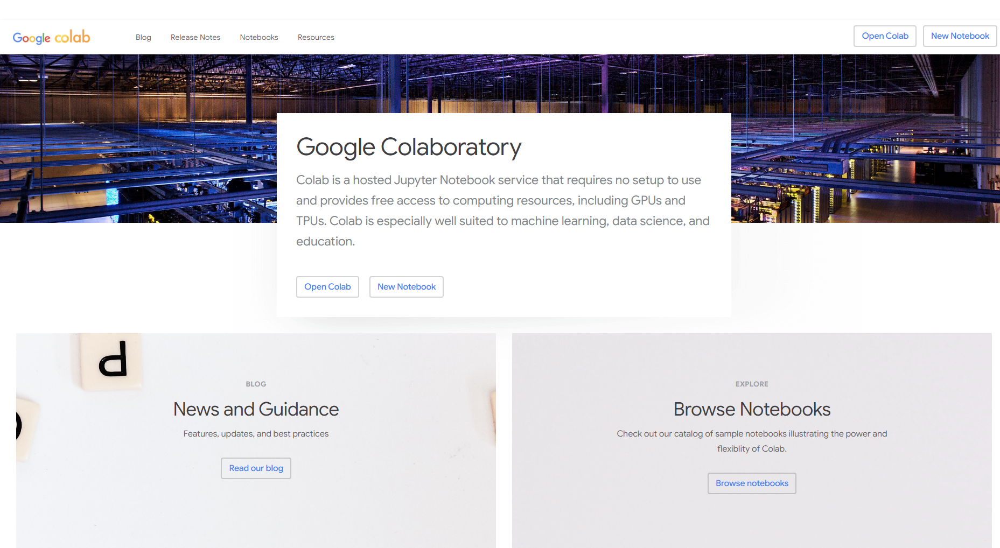 Google colab
Blog
Release Notes
Notebooks
Resources
Open Colab
New Notebook
Google Colaboratory
Colab is a hosted Jupyter Notebook service that requires no setup to use
and provides free access to computing resources, including GPUs and
TPUs. Colab is especially well suited to machine learning, data science, and
education.
Open Colab
New Notebook
d
BLOG
News and Guidance
Features, updates, and best practices
Read our blog
EXPLORE
Browse Notebooks
Check out our catalog of sample notebooks illustrating the power and
flexiblity of Colab.
Browse notebooks